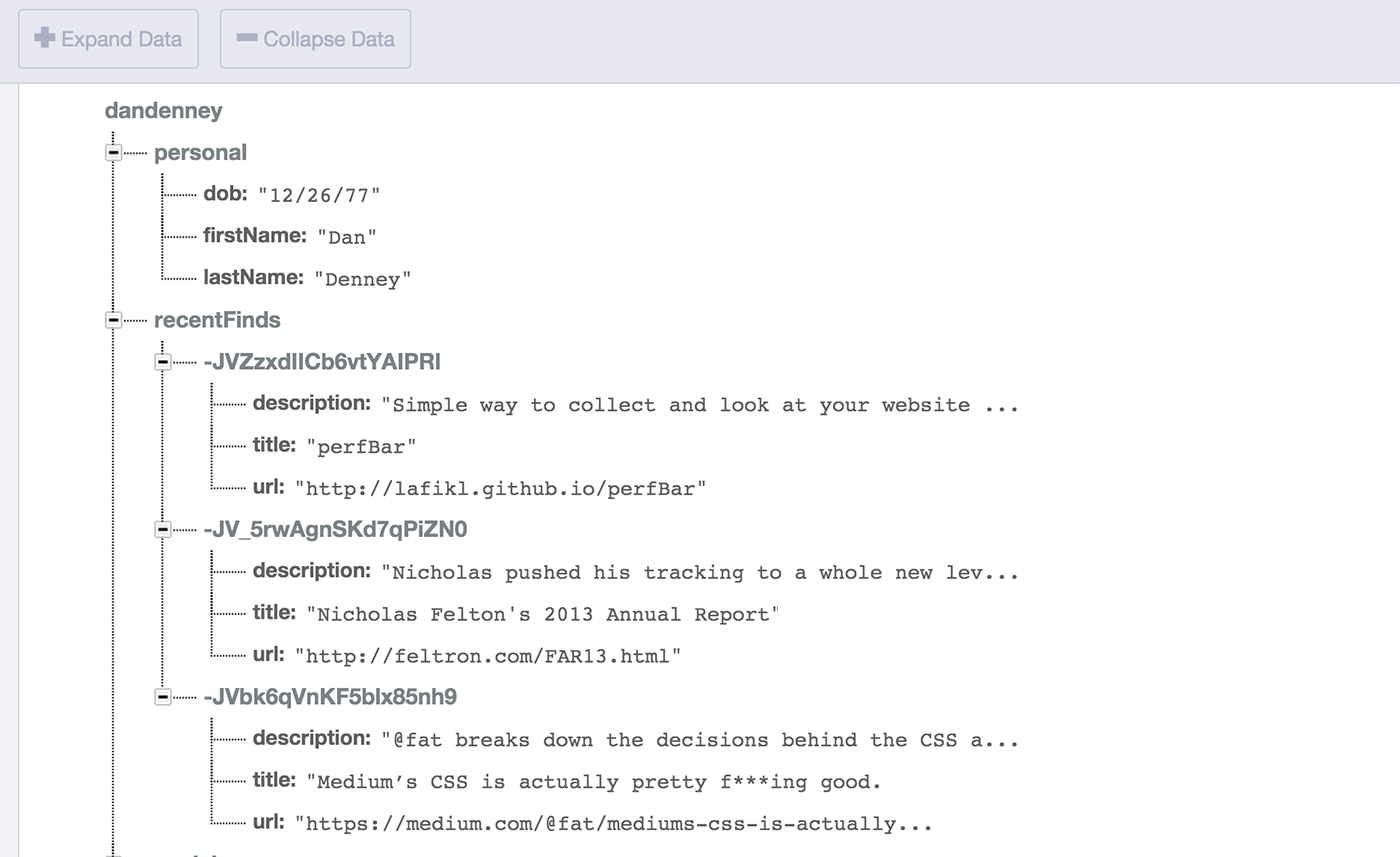 Expand Data
Collapse Data
dandenney
personal
dob: "12/26/77"
firstName: "Dan"
lastName: "Denney"
recentFinds
-JVZzxdIICb6vtYAIPRI
description: "Simple way to collect and look at your website ...
title: "perfBar"
url: "http://lafikl.github.io/perfBar"
-JV_5rwAgnSKd7qPiZN0
description: "Nicholas pushed his tracking to a whole new lev...
title: "Nicholas Felton's 2013 Annual Report"
url: "http://feltron.com/FAR13.html"
-JVbk6qVnKF5blx85nh9
description: "@fat breaks down the decisions behind the CSS a...
title: "Medium’s CSS is actually pretty f***ing good.
url: "https://medium.com/@fat/mediums-css-is-actually...